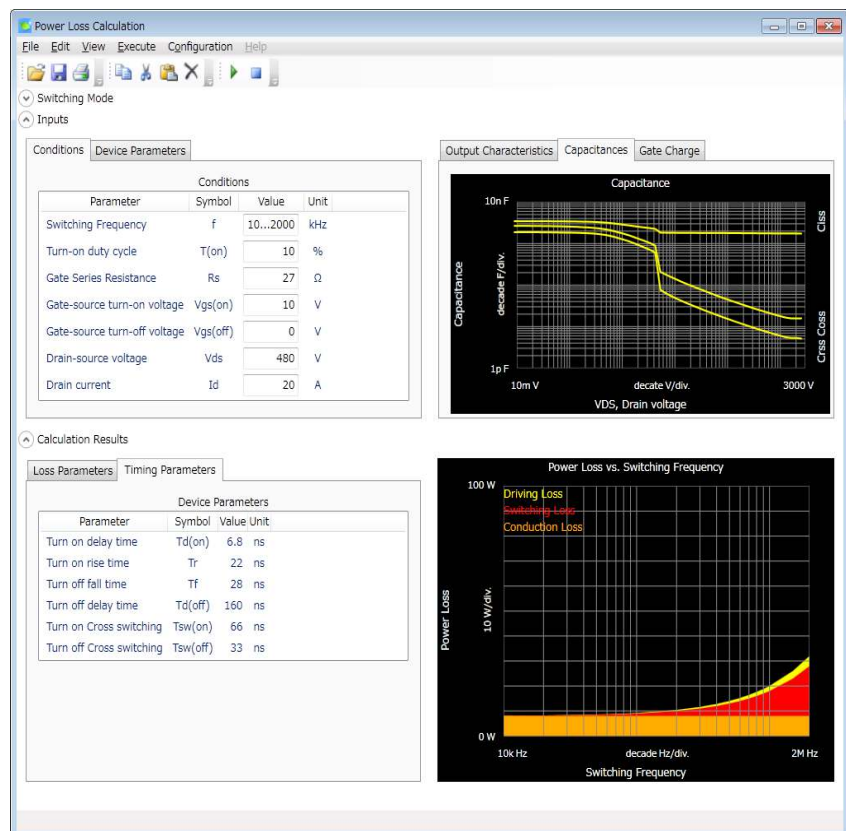 Power Loss Calculation
File Edit View Execute Configuration Help
Switching Mode
Inputs
Conditions Device Parameters
Conditions
Parameter Symbol Value Unit
Switching Frequency f 10...2000 kHz
Turn-on duty cycle T(on) 10 %
Gate Series Resistance Rs 27 Ω
Gate-source turn-on voltage Vgs(on) 10 V
Gate-source turn-off voltage Vgs(off) 0 V
Drain-source voltage Vds 480 V
Drain current Id 20 A
Output Characteristics Capacitances Gate Charge
Capacitance
10n F
Capacitance
decade F/div.
Ciss
Crss Coss
1p F
10m V decate V/div. 3000 V
VDS, Drain voltage
Calculation Results
Loss Parameters Timing Parameters
Device Parameters
Parameter Symbol Value Unit
Turn on delay time Td(on) 6.8 ns
Turn on rise time Tr 22 ns
Turn off fall time Tf 28 ns
Turn off delay time Td(off) 160 ns
Turn on Cross switching Tsw(on) 66 ns
Turn off Cross switching Tsw(off) 33 ns
Power Loss vs. Switching Frequency
100 W
Driving Loss
Switching Loss
Conduction Loss
Power Loss
10 W/div.
0 W
10k Hz decade Hz/div. 2M Hz
Switching Frequency